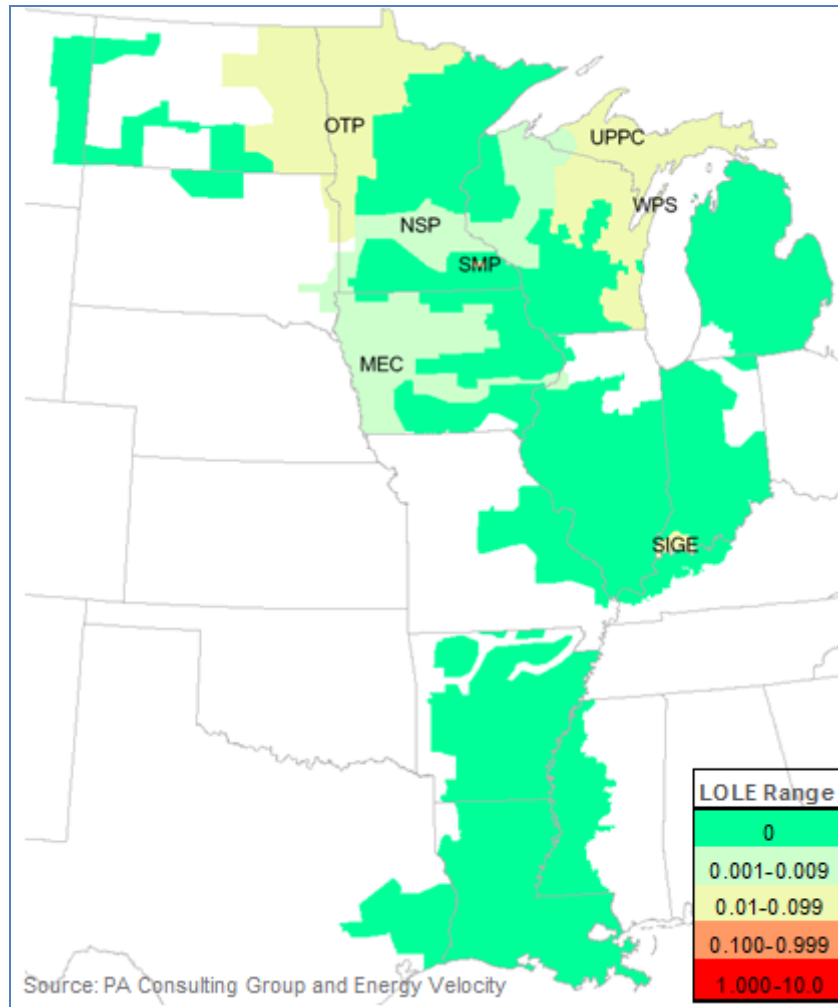 OTP
UPPC
WPS
NSP
SMP
MEC
SIGE
LOLE Range
0
0.001-0.009
0.01-0.099
0.100-0.999
1.000-10.0
Source: PA Consulting Group and Energy Velocity